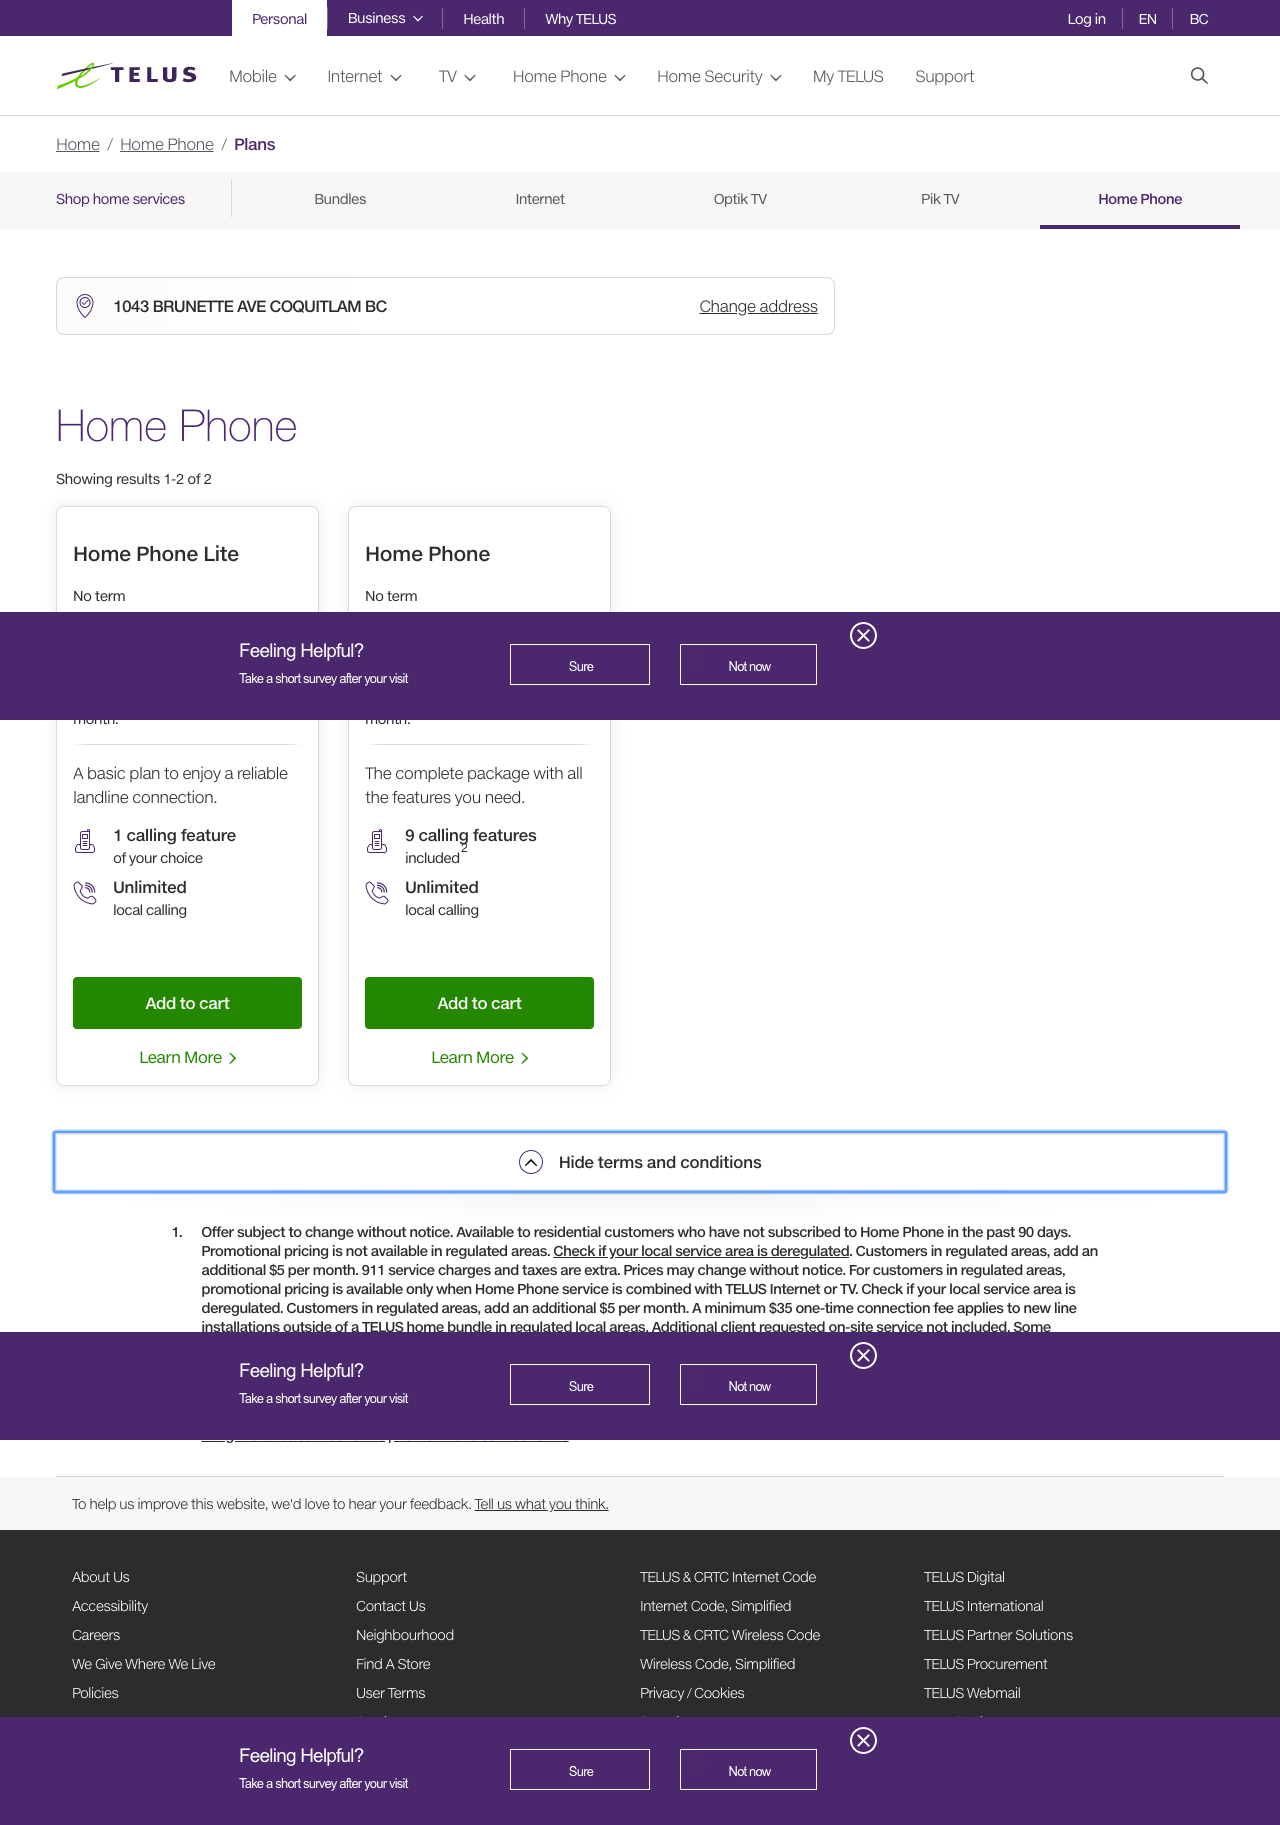 Personal Business Health Why TELUS Log in EN BC
TELUS Mobile Internet TV Home Phone Home Security My TELUS Support
Home / Home Phone / Plans
Shop home services Bundles Internet Optik TV Pik TV Home Phone
1043 BRUNETTE AVE COQUITLAM BC Change address
Home Phone
Showing results 1-2 of 2
Home Phone Lite
No term
Home Phone
No term
Feeling Helpful?
Take a short survey after your visit
Sure
Not now
month.
A basic plan to enjoy a reliable
landline connection.
1 calling feature
of your choice
Unlimited
local calling
Add to cart
Learn More
month.
The complete package with all
the features you need.
9 calling features
included2
Unlimited
local calling
Add to cart
Learn More
Hide terms and conditions
1. Offer subject to change without notice. Available to residential customers who have not subscribed to Home Phone in the past 90 days.
Promotional pricing is not available in regulated areas. Check if your local service area is deregulated. Customers in regulated areas, add an
additional $5 per month. 911 service charges and taxes are extra. Prices may change without notice. For customers in regulated areas,
promotional pricing is available only when Home Phone service is combined with TELUS Internet or TV. Check if your local service area is
deregulated. Customers in regulated areas, add an additional $5 per month. A minimum $35 one-time connection fee applies to new line
installations outside of a TELUS home bundle in regulated local areas. Additional client requested on-site service not included. Some
Feeling Helpful?
Take a short survey after your visit
Sure
Not now
To help us improve this website, we'd love to hear your feedback. Tell us what you think.
About Us
Accessibility
Careers
We Give Where We Live
Policies
Support
Contact Us
Neighbourhood
Find A Store
User Terms
TELUS & CRTC Internet Code
Internet Code, Simplified
TELUS & CRTC Wireless Code
Wireless Code, Simplified
Privacy / Cookies
TELUS Digital
TELUS International
TELUS Partner Solutions
TELUS Procurement
TELUS Webmail
Feeling Helpful?
Take a short survey after your visit
Sure
Not now